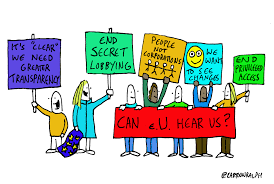 IT'S "CLEAR"
WE NEED
GREATER
TRANSPARENCY
END
SECRET
LOBBYING
PEOPLE
NOT
CORPORATIONS
WE
WANT
TO SEE
CHANGES
END
PRIVILEGED
ACCESS
CAN E.U. HEAR US?